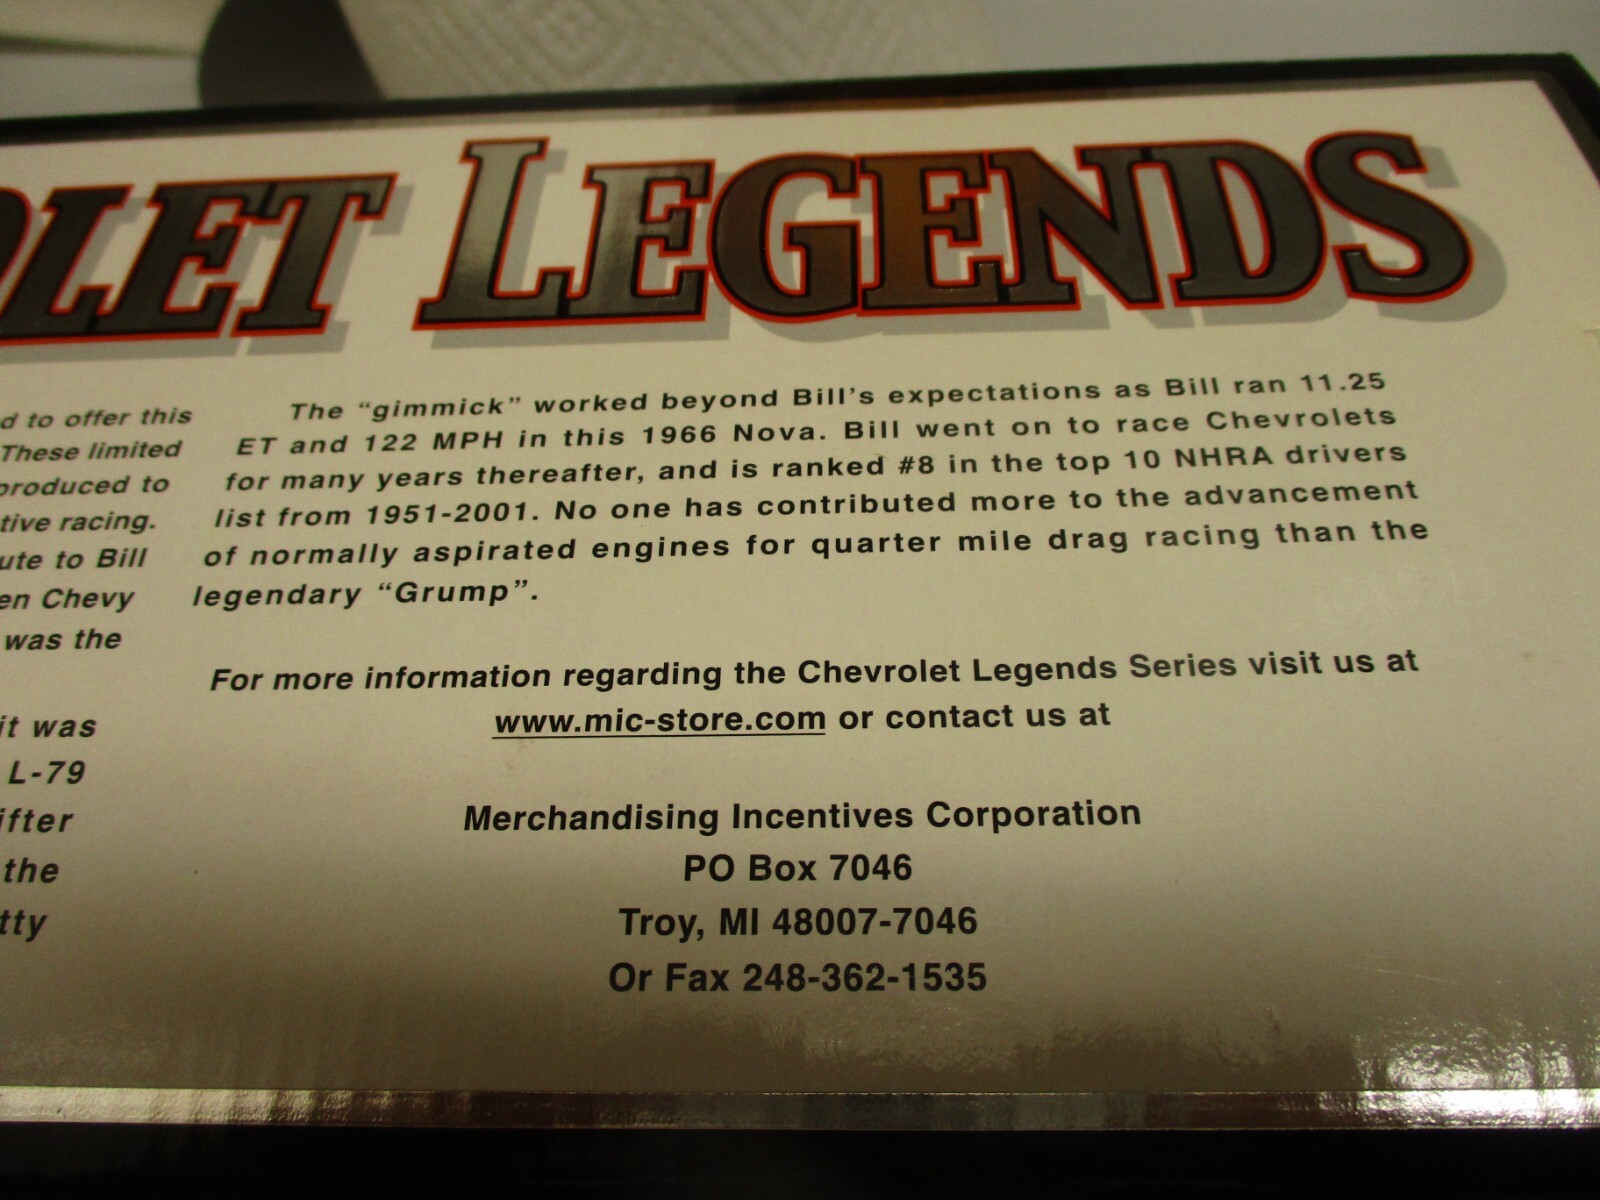 OLET LEGENDS
d to offer this
These limited
produced to
tive racing.
ute to Bill
en Chevy
was the
it was
L-79
ifter
the
tty
The “gimmick” worked beyond Bill’s expectations as Bill ran 11.25
ET and 122 MPH in this 1966 Nova. Bill went on to race Chevrolets
for many years thereafter, and is ranked #8 in the top 10 NHRA drivers
list from 1951-2001. No one has contributed more to the advancement
of normally aspirated engines for quarter mile drag racing than the
legendary “Grump”.
For more information regarding the Chevrolet Legends Series visit us at
www.mic-store.com or contact us at
Merchandising Incentives Corporation
PO Box 7046
Troy, MI 48007-7046
Or Fax 248-362-1535